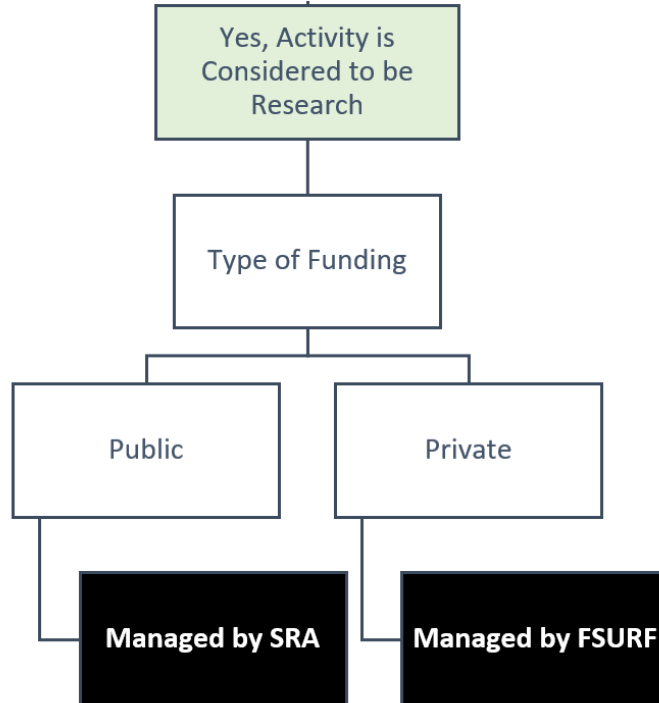 Yes, Activity is
Considered to be
Research
Type of Funding
Public
Private
Managed by SRA
Managed by FSURF